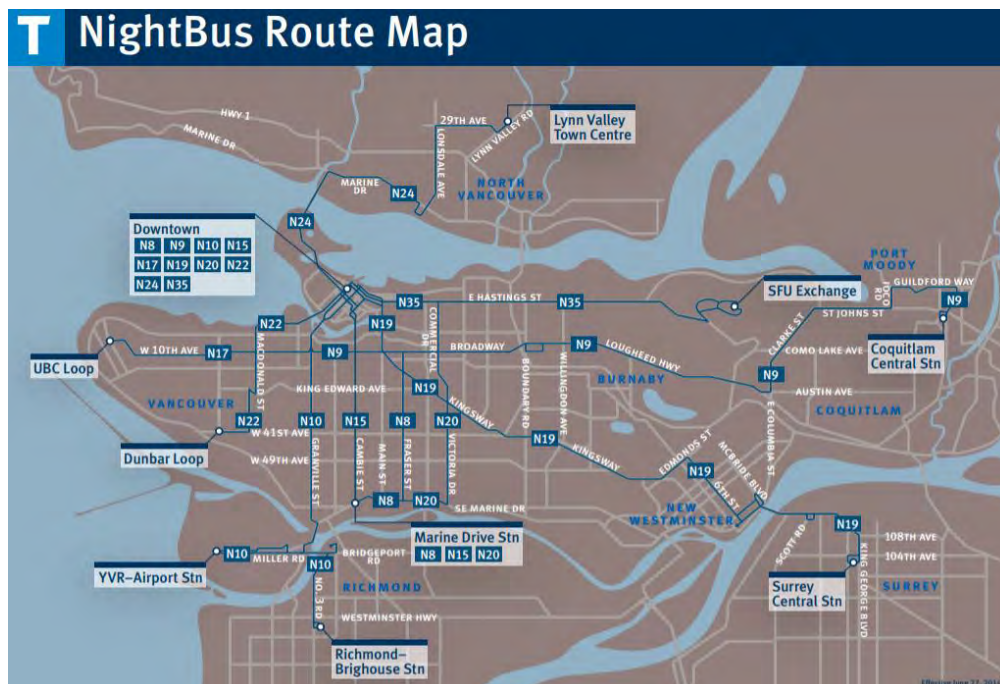 T NightBus Route Map
HWY 1
MARINE DR
29TH AVE
LYNN VALLEY RD
Lynn Valley
Town Centre
LONSDALE AVE
MARINE
DR
N24
NORTH
VANCOUVER
N24
Downtown
N8 N9 N10 N15
N17 N19 N20 N22
N24 N35
PORT
MOODY
GUILDFORD WAY
IOCO
RD
N9
SFU Exchange
ST JOHNS ST
CLARKE ST
N35
E HASTINGS ST
N35
N22
N19
COMMERCIAL
DR
Coquitlam
Central Stn
COMO LAKE AVE
UBC Loop
W 10TH AVE
N17
N9
BROADWAY
N9
LOUGHEED HWY
N9
MACDONALD ST
BOUNDARY RD
WILLINGDON AVE
BURNABY
AUSTIN AVE
KING EDWARD AVE
N19
KINGSWAY
VANCOUVER
COQUITLAM
N22
W 41ST AVE
N10
N15
N8
N20
N19
KINGSWAY
E COLUMBIA ST
Dunbar Loop
W 49TH AVE
GRANVILLE ST
CAMBIE ST
MAIN ST
FRASER ST
VICTORIA DR
EDMONDS ST
MCBRIDE BLVD
N19
6TH ST
N8
N20
SE MARINE DR
NEW
WESTMINSTER
Marine Drive Stn
N8 N15 N20
SCOTT RD
N19
108TH AVE
104TH AVE
KING GEORGE BLVD
YVR–Airport Stn
N10
MILLER RD
BRIDGEPORT
RD
N10
RICHMOND
Surrey
Central Stn
SURREY
NO. 3 RD
WESTMINSTER HWY
Richmond–
Brighouse Stn